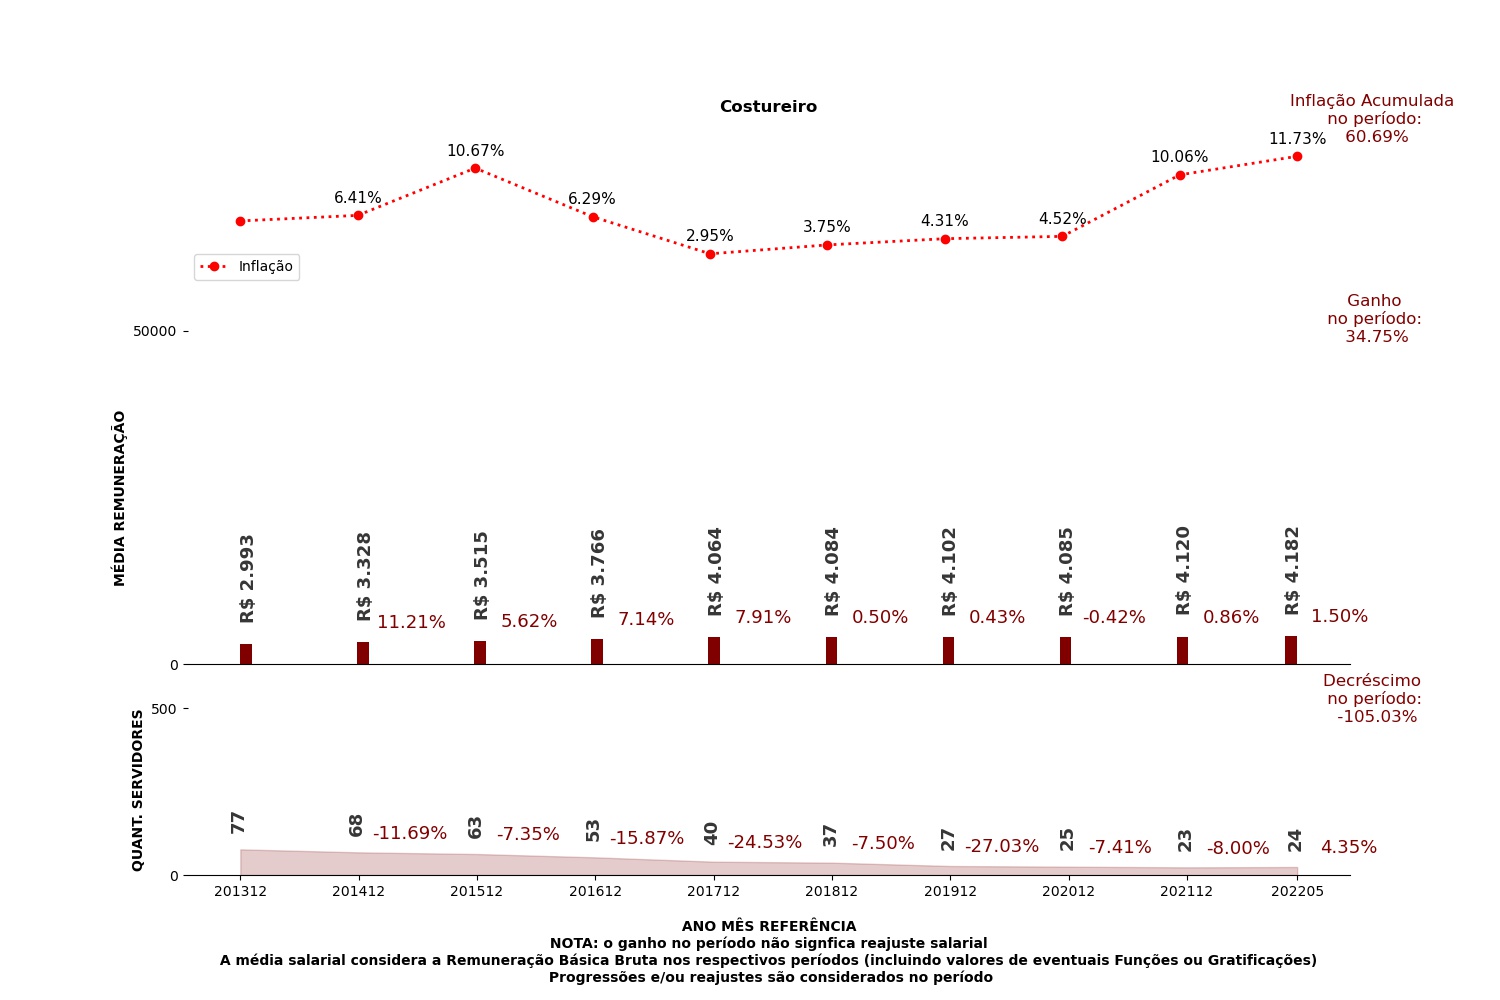 Costureiro
Inflação Acumulada
no período:
60.69%
6.41%
10.67%
6.29%
2.95%
3.75%
4.31%
4.52%
10.06%
11.73%
Inflação
Ganho
no período:
34.75%
50000
0
MÉDIA REMUNERAÇÃO
R$ 2.993
R$ 3.328
R$ 3.515
R$ 3.766
R$ 4.064
R$ 4.084
R$ 4.102
R$ 4.085
R$ 4.120
R$ 4.182
11.21%
5.62%
7.14%
7.91%
0.50%
0.43%
-0.42%
0.86%
1.50%
Decréscimo
no período:
-105.03%
500
0
QUANT. SERVIDORES
77
68
63
53
40
37
27
25
23
24
-11.69%
-7.35%
-15.87%
-24.53%
-7.50%
-27.03%
-7.41%
-8.00%
4.35%
201312
201412
201512
201612
201712
201812
201912
202012
202112
202205
ANO MÊS REFERÊNCIA
NOTA: o ganho no período não signfica reajuste salarial
A média salarial considera a Remuneração Básica Bruta nos respectivos períodos (incluindo valores de eventuais Funções ou Gratificações)
Progressões e/ou reajustes são considerados no período